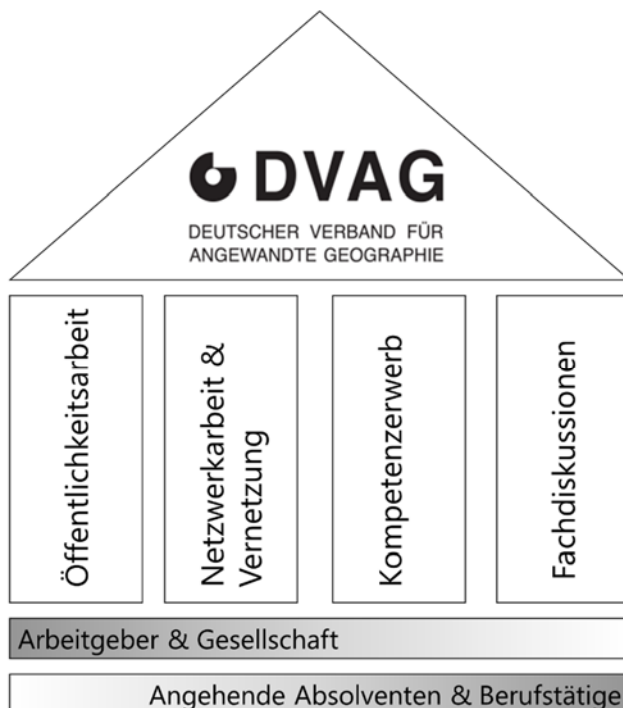 DVAG
DEUTSCHER VERBAND FÜR
ANGEWANDTE GEOGRAPHIE
Öffentlichkeitsarbeit
Netzwerkarbeit &
Vernetzung
Kompetenzerwerb
Fachdiskussionen
Arbeitgeber & Gesellschaft
Angehende Absolventen & Berufstätige